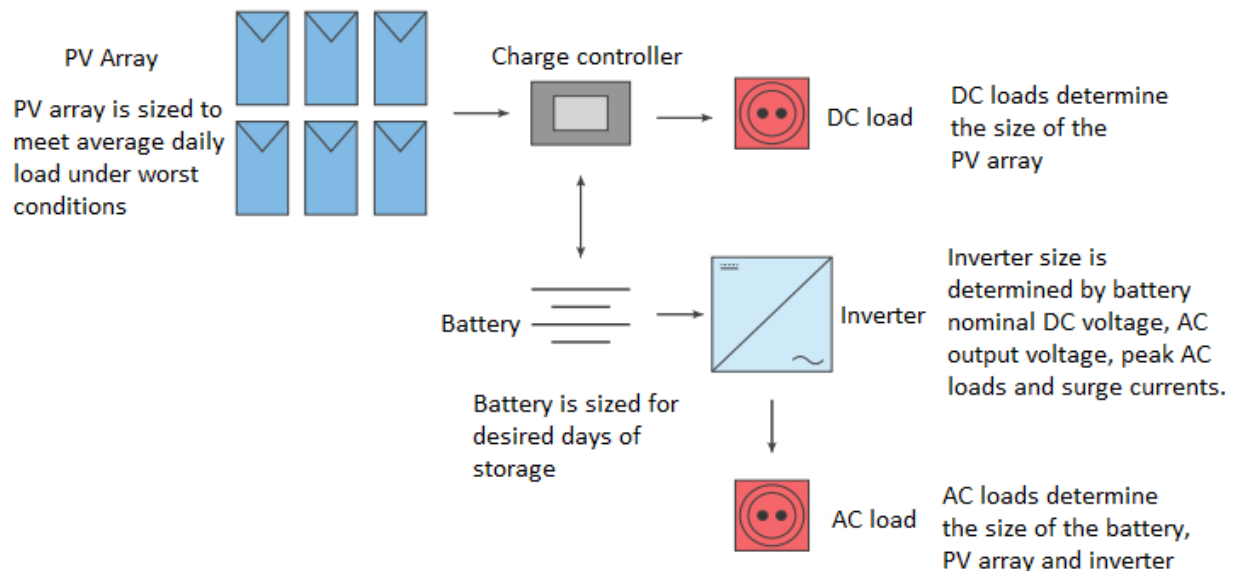 PV Array
PV array is sized to
meet average daily
load under worst
conditions
Charge controller
DC load
DC loads determine
the size of the
PV array
Battery
Battery is sized for
desired days of
storage
Inverter
Inverter size is
determined by battery
nominal DC voltage, AC
output voltage, peak AC
loads and surge currents.
AC load
AC loads determine
the size of the battery,
PV array and inverter